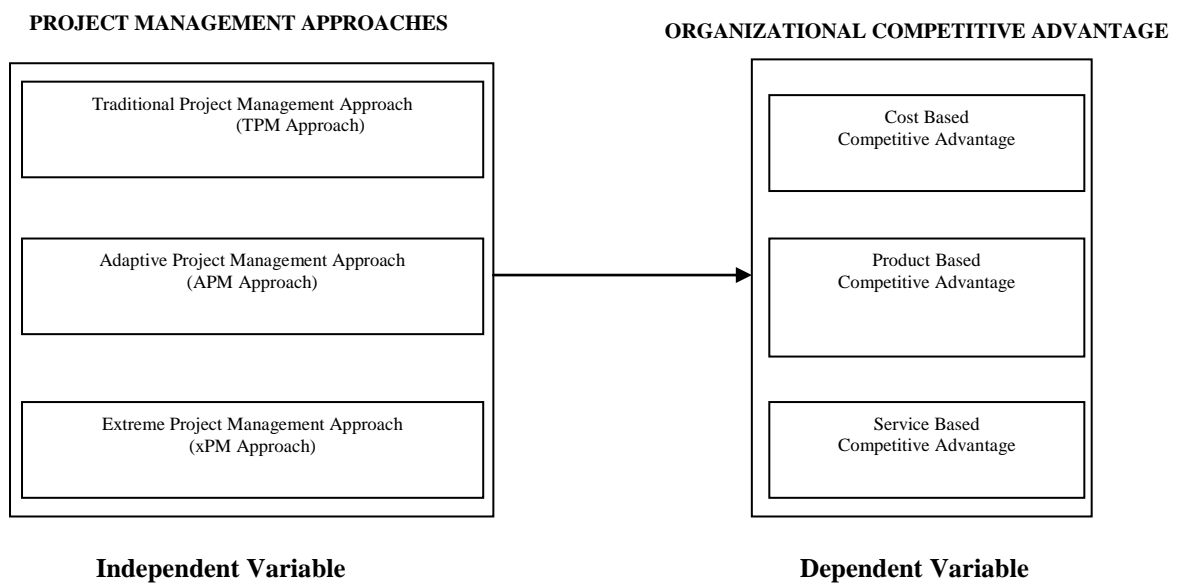 PROJECT MANAGEMENT APPROACHES
ORGANIZATIONAL COMPETITIVE ADVANTAGE
Traditional Project Management Approach
(TPM Approach)
Adaptive Project Management Approach
(APM Approach)
Extreme Project Management Approach
(xPM Approach)
Cost Based
Competitive Advantage
Product Based
Competitive Advantage
Service Based
Competitive Advantage
Independent Variable
Dependent Variable